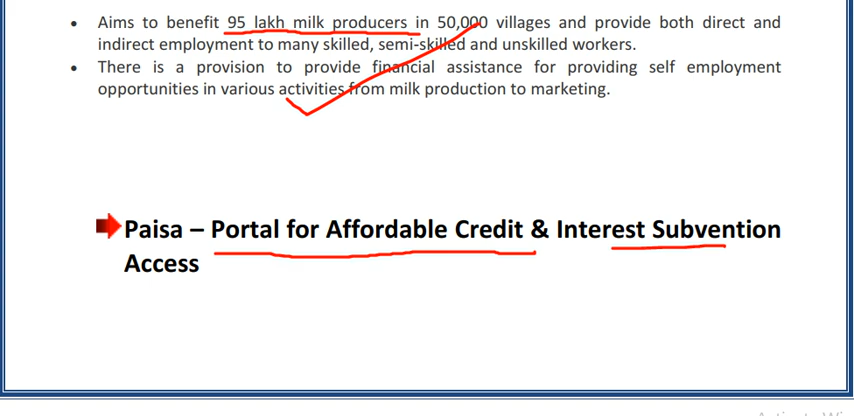 • Aims to benefit 95 lakh milk producers in 50,000 villages and provide both direct and
indirect employment to many skilled, semi-skilled and unskilled workers.
• There is a provision to provide financial assistance for providing self employment
opportunities in various activities from milk production to marketing.
Paisa – Portal for Affordable Credit & Interest Subvention
Access